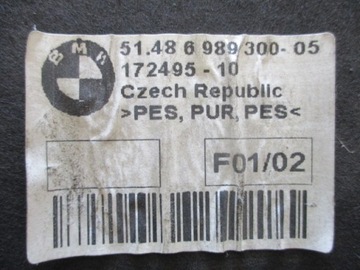 BMW
51.48 6 989 300- 05
172495 - 10
Czech Republic
>PES, PUR, PES<
F01/02